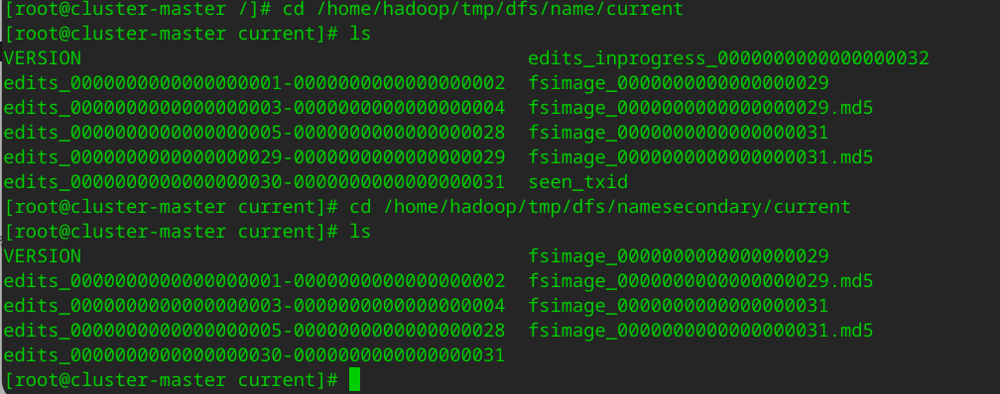 [root@cluster-master /]# cd /home/hadoop/tmp/dfs/name/current
[root@cluster-master current]# ls
VERSION                                        edits_inprogress_0000000000000000032
edits_0000000000000000001-0000000000000000002  fsimage_0000000000000000029
edits_0000000000000000003-0000000000000000004  fsimage_0000000000000000029.md5
edits_0000000000000000005-0000000000000000028  fsimage_0000000000000000031
edits_0000000000000000029-0000000000000000029  fsimage_0000000000000000031.md5
edits_0000000000000000030-0000000000000000031  seen_txid
[root@cluster-master current]# cd /home/hadoop/tmp/dfs/namesecondary/current
[root@cluster-master current]# ls
VERSION                                        fsimage_0000000000000000029
edits_0000000000000000001-0000000000000000002  fsimage_0000000000000000029.md5
edits_0000000000000000003-0000000000000000004  fsimage_0000000000000000031
edits_0000000000000000005-0000000000000000028  fsimage_0000000000000000031.md5
edits_0000000000000000030-0000000000000000031
[root@cluster-master current]#